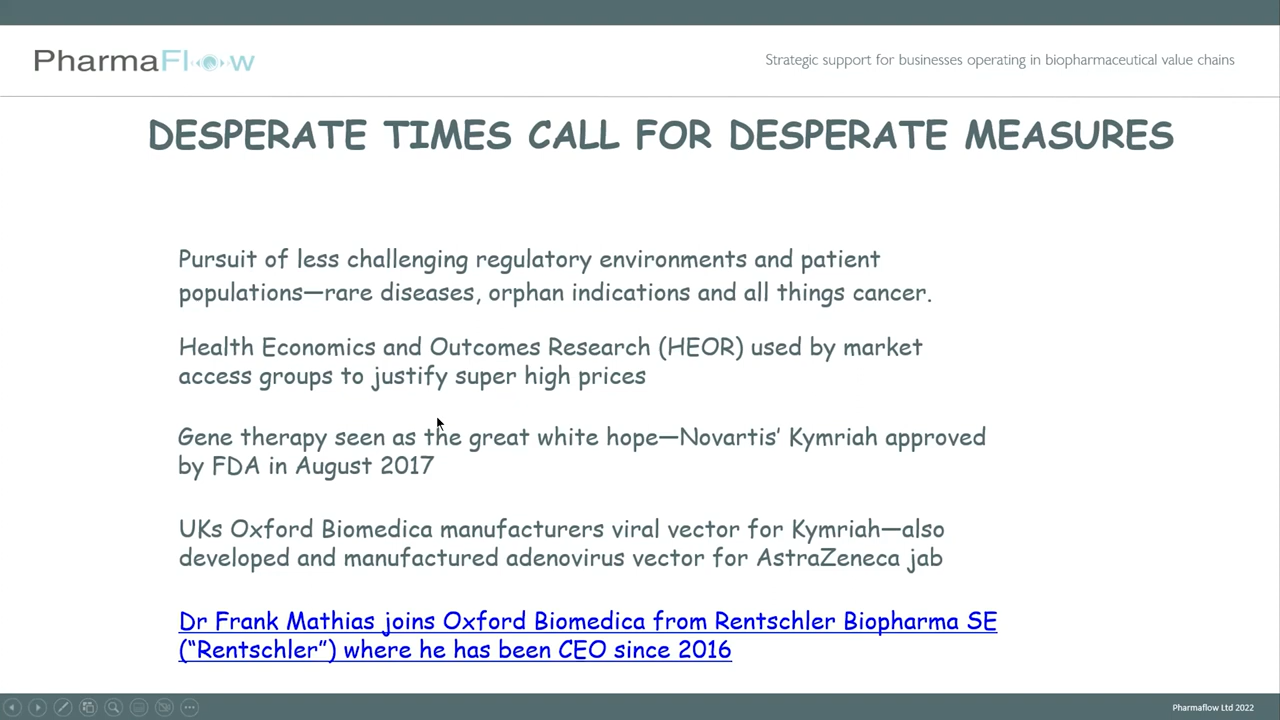 PharmaFlow
Strategic support for businesses operating in biopharmaceutical value chains
DESPERATE TIMES CALL FOR DESPERATE MEASURES
Pursuit of less challenging regulatory environments and patient
populations—rare diseases, orphan indications and all things cancer.
Health Economics and Outcomes Research (HEOR) used by market
access groups to justify super high prices
Gene therapy seen as the great white hope—Novartis’ Kymriah approved
by FDA in August 2017
UKs Oxford Biomedica manufacturers viral vector for Kymriah—also
developed and manufactured adenovirus vector for AstraZeneca jab
Dr Frank Mathias joins Oxford Biomedica from Rentschler Biopharma SE
(“Rentschler”) where he has been CEO since 2016
Pharmaflow Ltd 2022